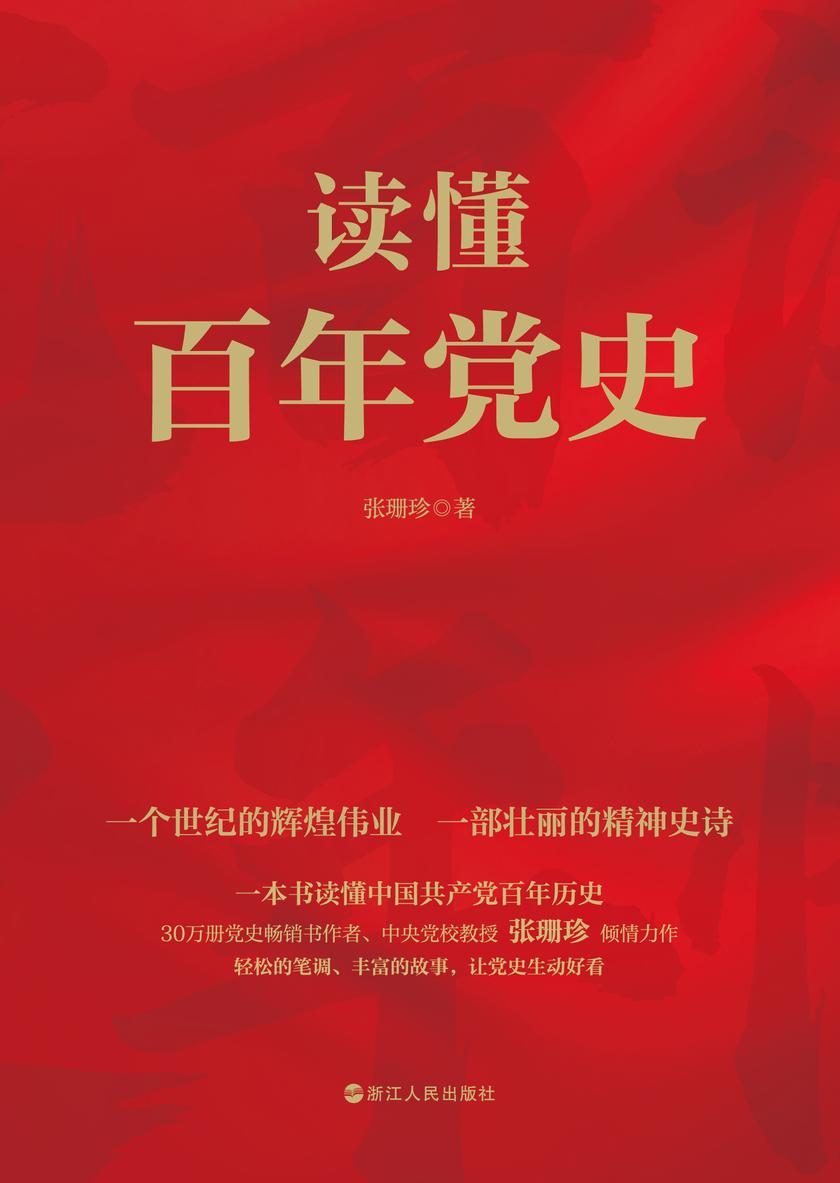 读懂
百年党史
张珊珍◎著
一个世纪的辉煌伟业 一部壮丽的精神史诗
一本书读懂中国共产党百年历史
30万册党史畅销书作者、中央党校教授 张珊珍 倾情力作
轻松的笔调、丰富的故事，让党史生动好看
浙江人民出版社